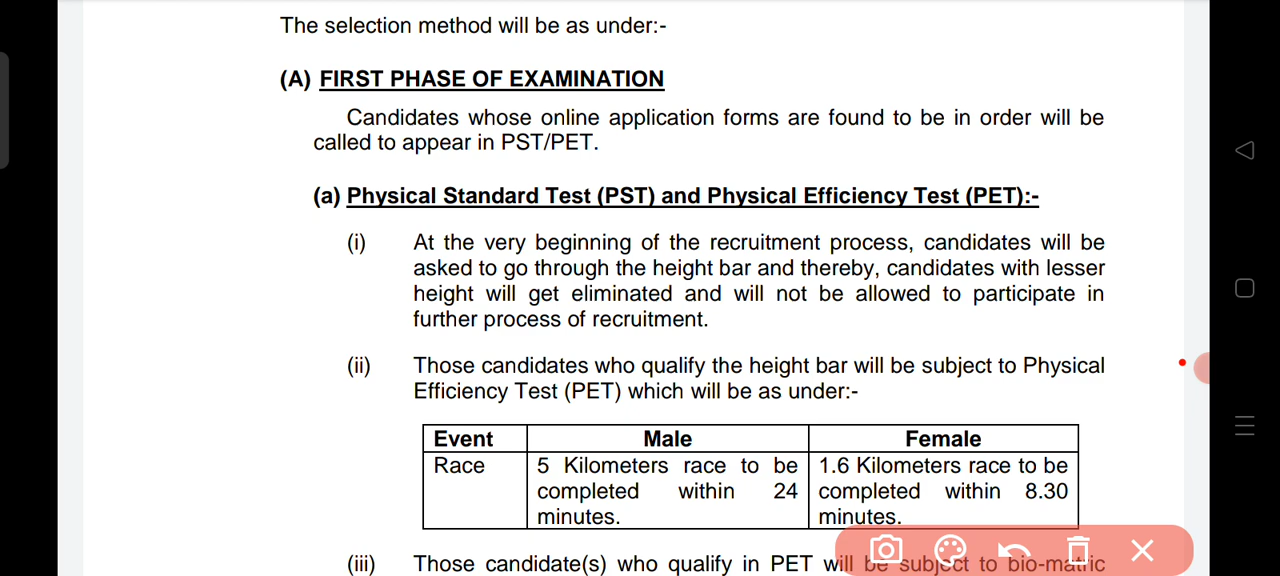 The selection method will be as under:-
(A) FIRST PHASE OF EXAMINATION
Candidates whose online application forms are found to be in order will be
called to appear in PST/PET.
(a) Physical Standard Test (PST) and Physical Efficiency Test (PET):-
(i) At the very beginning of the recruitment process, candidates will be
asked to go through the height bar and thereby, candidates with lesser
height will get eliminated and will not be allowed to participate in
further process of recruitment.
(ii) Those candidates who qualify the height bar will be subject to Physical
Efficiency Test (PET) which will be as under:-
Event Male Female
Race 5 Kilometers race to be 1.6 Kilometers race to be
completed within 24 completed within 8.30
minutes. minutes.
(iii) Those candidate(s) who qualify in PET will be subject to bio-matric